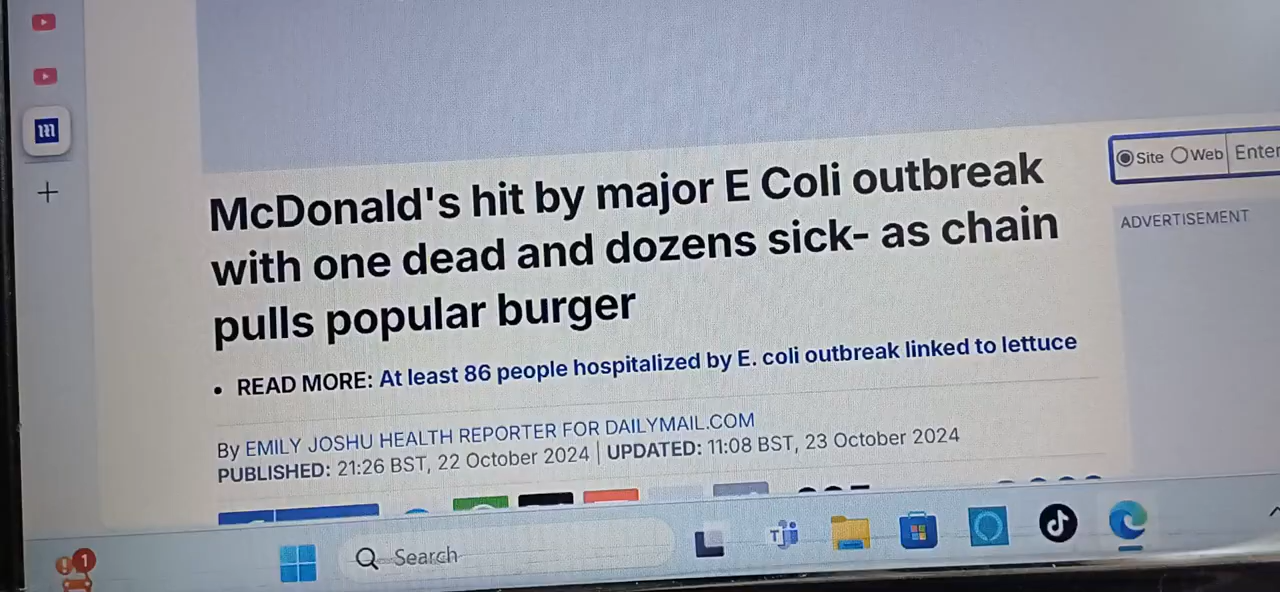 McDonald's hit by major E Coli outbreak
with one dead and dozens sick- as chain
pulls popular burger
• READ MORE: At least 86 people hospitalized by E. coli outbreak linked to lettuce
By EMILY JOSHU HEALTH REPORTER FOR DAILYMAIL.COM
PUBLISHED: 21:26 BST, 22 October 2024 | UPDATED: 11:08 BST, 23 October 2024
Site Web Enter
ADVERTISEMENT
1
Search